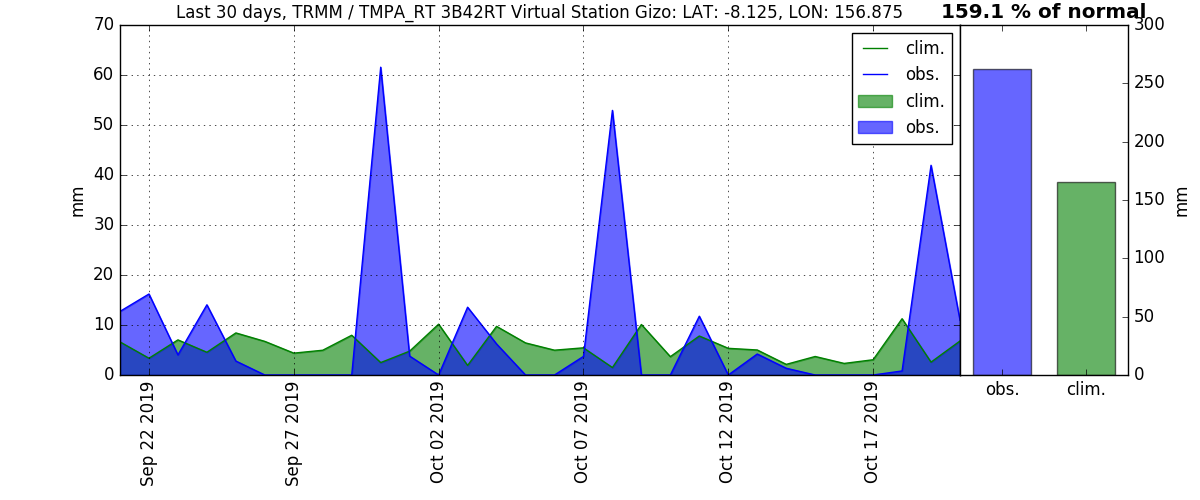 Last 30 days, TRMM / TMPA_RT 3B42RT Virtual Station Gizo: LAT: -8.125, LON: 156.875
159.1 % of normal
70
60
50
40
30
20
10
0
mm
clim.
obs.
clim.
obs.
Sep 22 2019
Sep 27 2019
Oct 02 2019
Oct 07 2019
Oct 12 2019
Oct 17 2019
300
250
200
150
100
50
0
mm
obs.
clim.